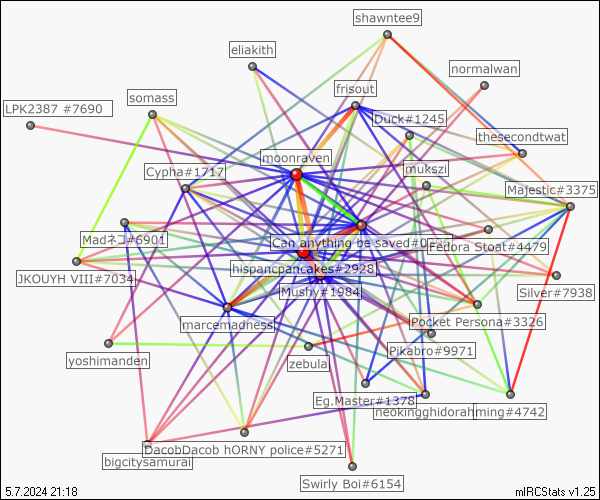 shawntee9
eliakith
normalwan
frisout
LPK2387 #7690
somass
Duck#1245
thesecondtwat
moonraven
Cypha#1717
mukszi
Majestic#3375
Madネコ#6901
Can anything be saved#0
Fedora Stoat#4479
hispancpancakes#2928
JKOUYH VIII#7034
Mushy#1984
Silver#7938
marcemadness
Pocket Persona#3326
Pikabro#9971
yoshimanden
zebula
Eg.Master#1378
neokingghidorah
ming#4742
DacobDacob hORNY police#5271
bigcitysamurai
Swirly Boi#6154
5.7.2024 21:18
mIRCStats v1.25